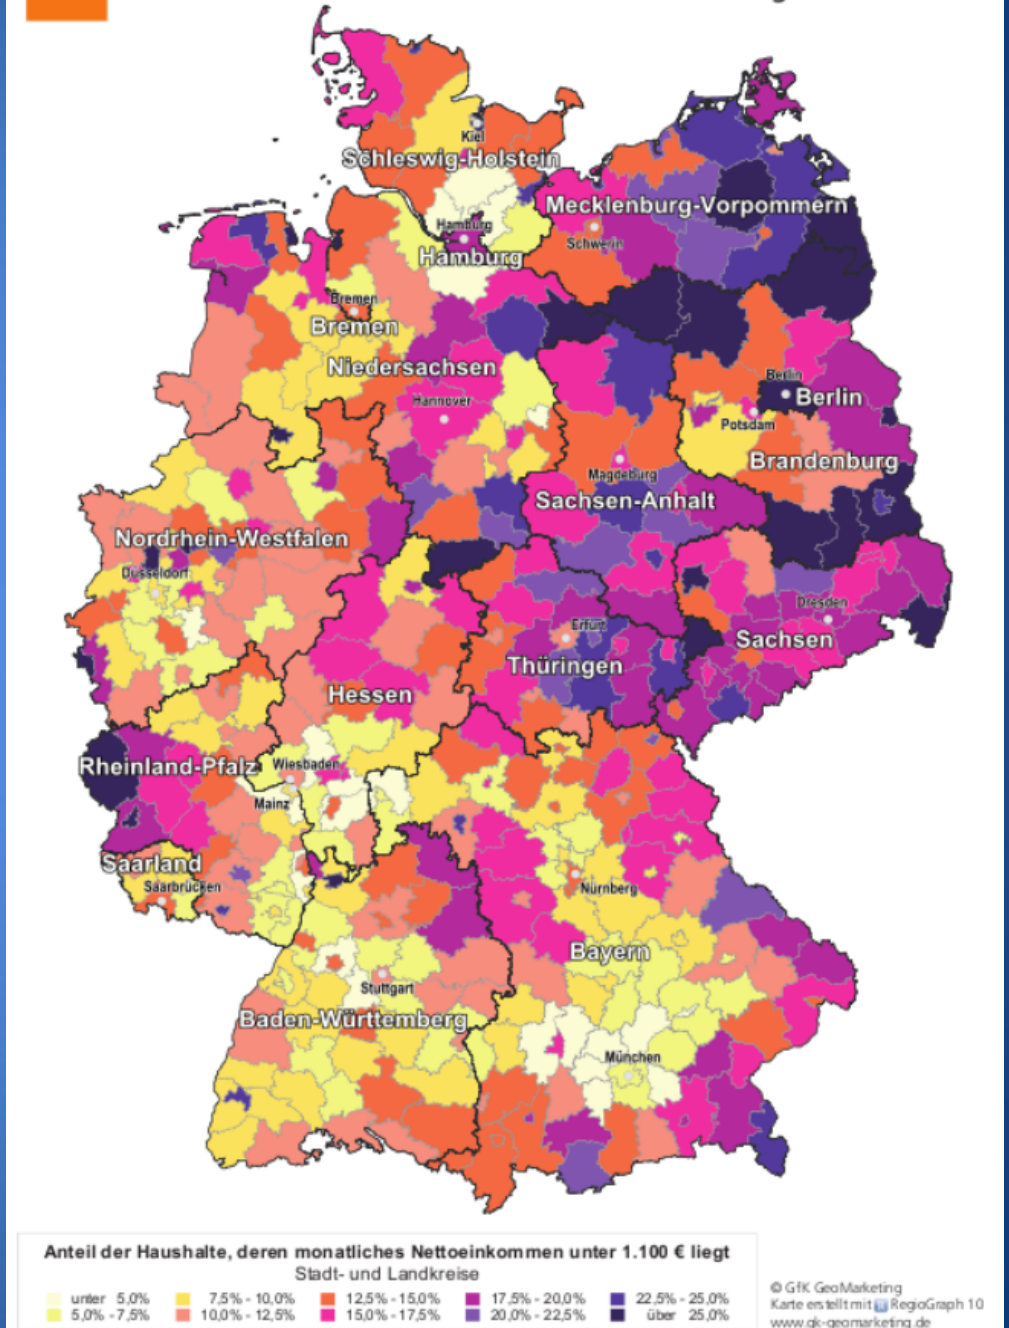 Kiel
Schleswig-Holstein
Mecklenburg-Vorpommern
Hamburg
Schwerin
Hamburg
Bremen
Bremen
Niedersachsen
Berlin
Berlin
Hannover
Potsdam
Brandenburg
Magdeburg
Sachsen-Anhalt
Nordrhein-Westfalen
Düsseldorf
Dresden
Erfurt
Sachsen
Thüringen
Hessen
Rheinland-Pfalz
Wiesbaden
Mainz
Saarland
Saarbrücken
Nürnberg
Bayern
Stuttgart
Baden-Württemberg
München
Anteil der Haushalte, deren monatliches Nettoeinkommen unter 1.100 € liegt
Stadt- und Landkreise
unter 5,0% 7,5% - 10,0% 12,5% - 15,0% 17,5% - 20,0% 22,5% - 25,0%
5,0% - 7,5% 10,0% - 12,5% 15,0% - 17,5% 20,0% - 22,5% über 25,0%
© GfK GeoMarketing
Karte erstellt mit RegioGraph 10
www.gk-geomarketing.de